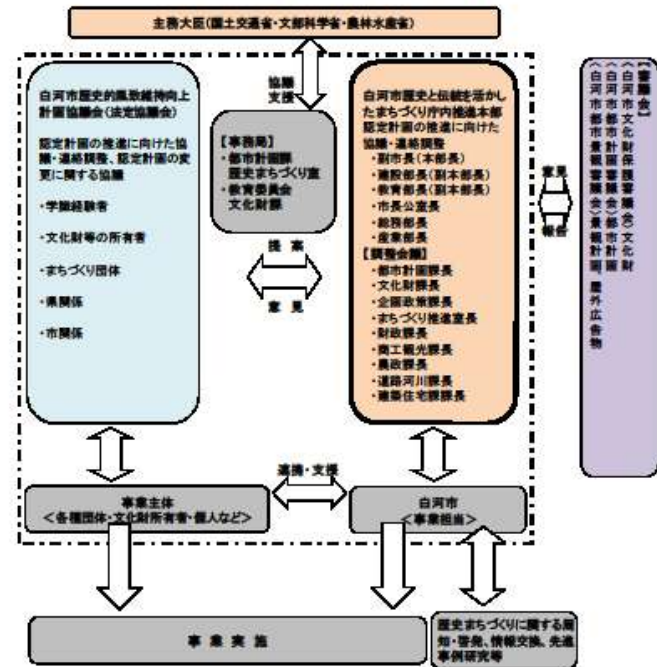 主務大臣(国土交通省・文部科学省・農林水産省)
協議
支援
白河市歴史的風致維持向上
計画協議会(法定協議会)
認定計画の推進に向けた協
議・連絡調整、認定計画の変
更に関する協議
・学識経験者
・文化財等の所有者
・まちづくり団体
・県関係
・市関係
【事務局】
・都市計画課
歴史まちづくり室
・教育委員会
文化財課
提 案
意 見
白河市歴史と伝統を活かし
たまちづくり庁内推進本部
認定計画の推進に向けた
協議・連絡調整
・副市長(本部長)
・建設部長(副本部長)
・教育部長(副本部長)
・市長公室長
・総務部長
・産業部長
【調整会議】
・都市計画課長
・文化財課長
・企画政策課長
・まちづくり推進室長
・財政課長
・商工観光課長
・農政課長
・道路河川課長
・建築住宅課課長
意見
報告
【審議会】
(白河市文化財保護審議会)文化財
(白河市都市計画審議会)都市計画
(白河市景観審議会)景観計画、屋外広告物
連携・支援
事業主体
<各種団体・文化財所有者・個人など>
白河市
<事業担当>
事 業 実 施
歴史まちづくりに関する周
知・啓発、情報交換、先進
事例研究等